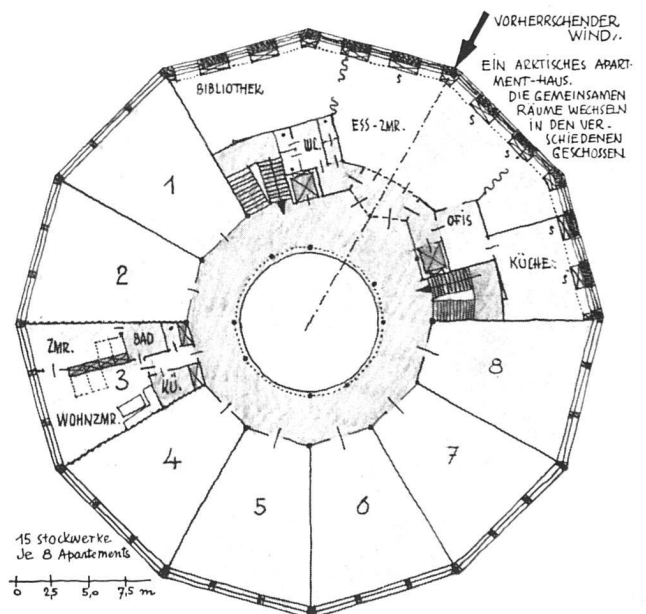 VORHERRSCHENDER
WIND.
EIN ARKTISCHES APART-
MENT-HAUS.
DIE GEMEINSAMEN
RÄUME WECHSELN
IN DEN VER-
SCHIEDENEN
GESCHOSSEN
BIBLIOTHEK
S
S
ESS-ZMR.
S
S
WC
1
OFIS
S
KÜCHE
S
2
ZMR.
BAD
3
KÜ.
WOHNZMR.
8
4
7
5
6
15 Stockwerke
Je 8 Apartements
0 2,5 5,0 7,5 m